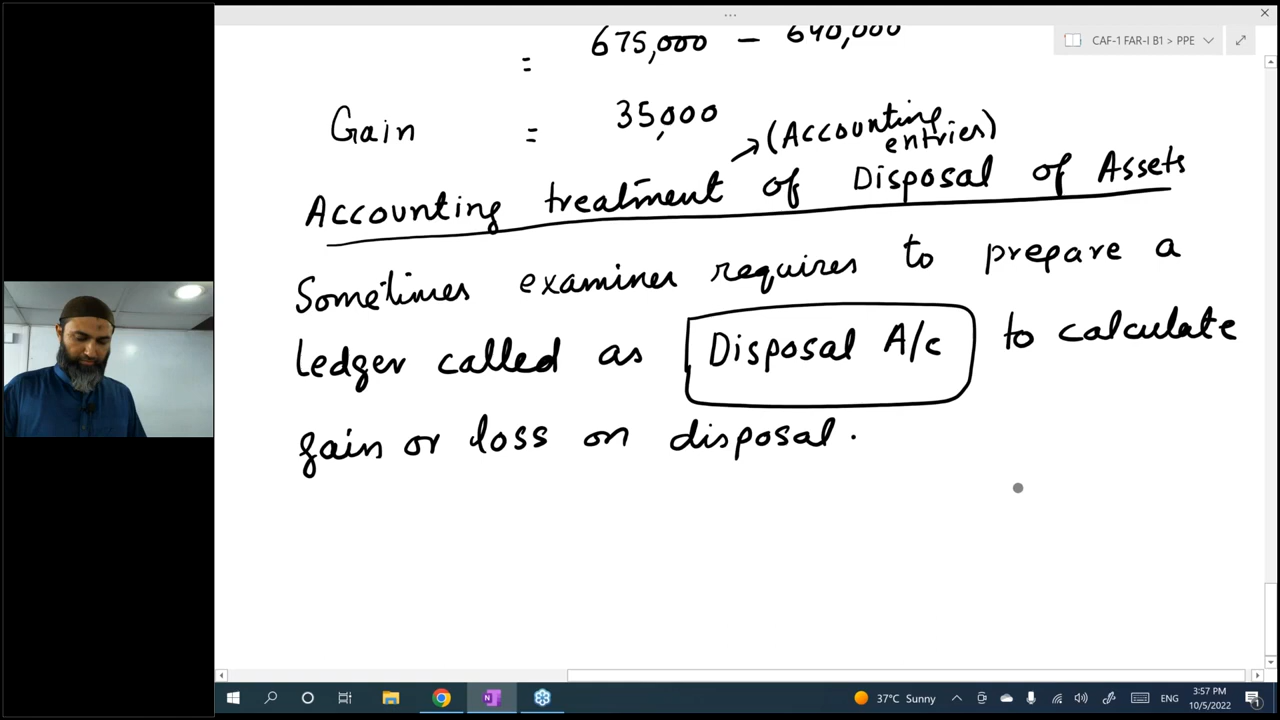 ...
CAF-1 FAR-I B1 > PPE
= 675,000 – 640,000
Gain = 35,000
(Accounting entries)
Accounting treatment of Disposal of Assets
Sometimes examiner requires to prepare a
ledger called as Disposal A/c to calculate
gain or loss on disposal.
37°C Sunny
ENG
3:57 PM
10/5/2022
1